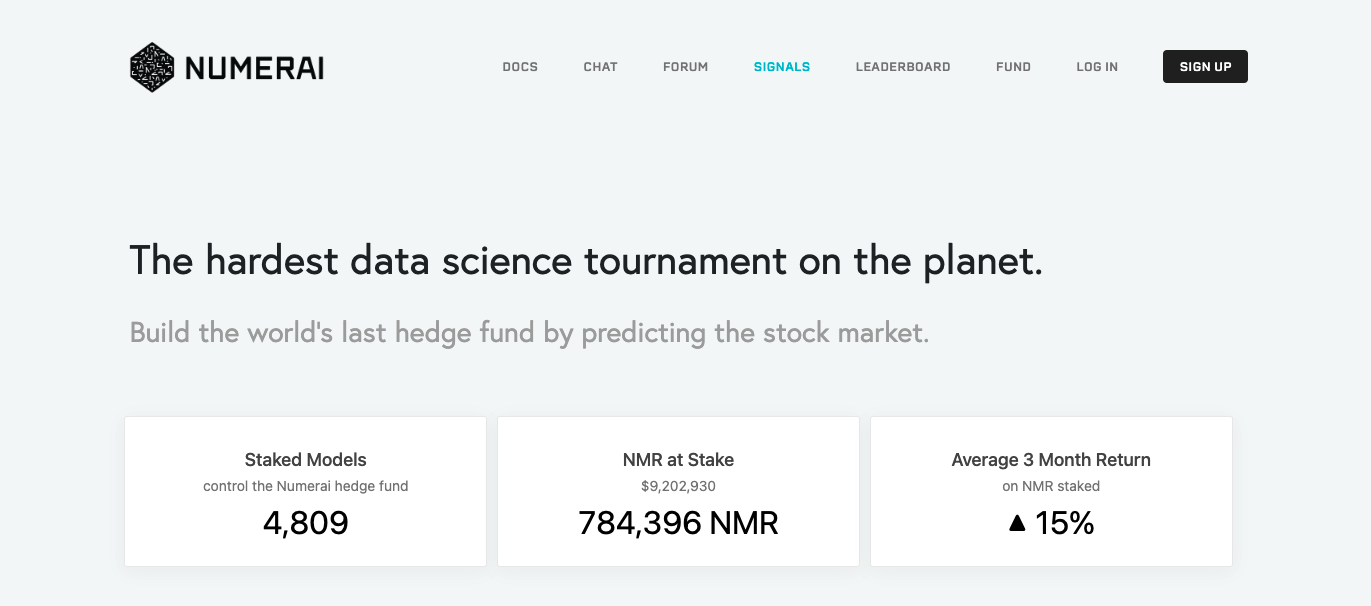 NUMERAI
DOCS CHAT FORUM SIGNALS LEADERBOARD FUND LOG IN SIGN UP
The hardest data science tournament on the planet.
Build the world's last hedge fund by predicting the stock market.
Staked Models
control the Numerai hedge fund
4,809
NMR at Stake
$9,202,930
784,396 NMR
Average 3 Month Return
on NMR staked
▲ 15%